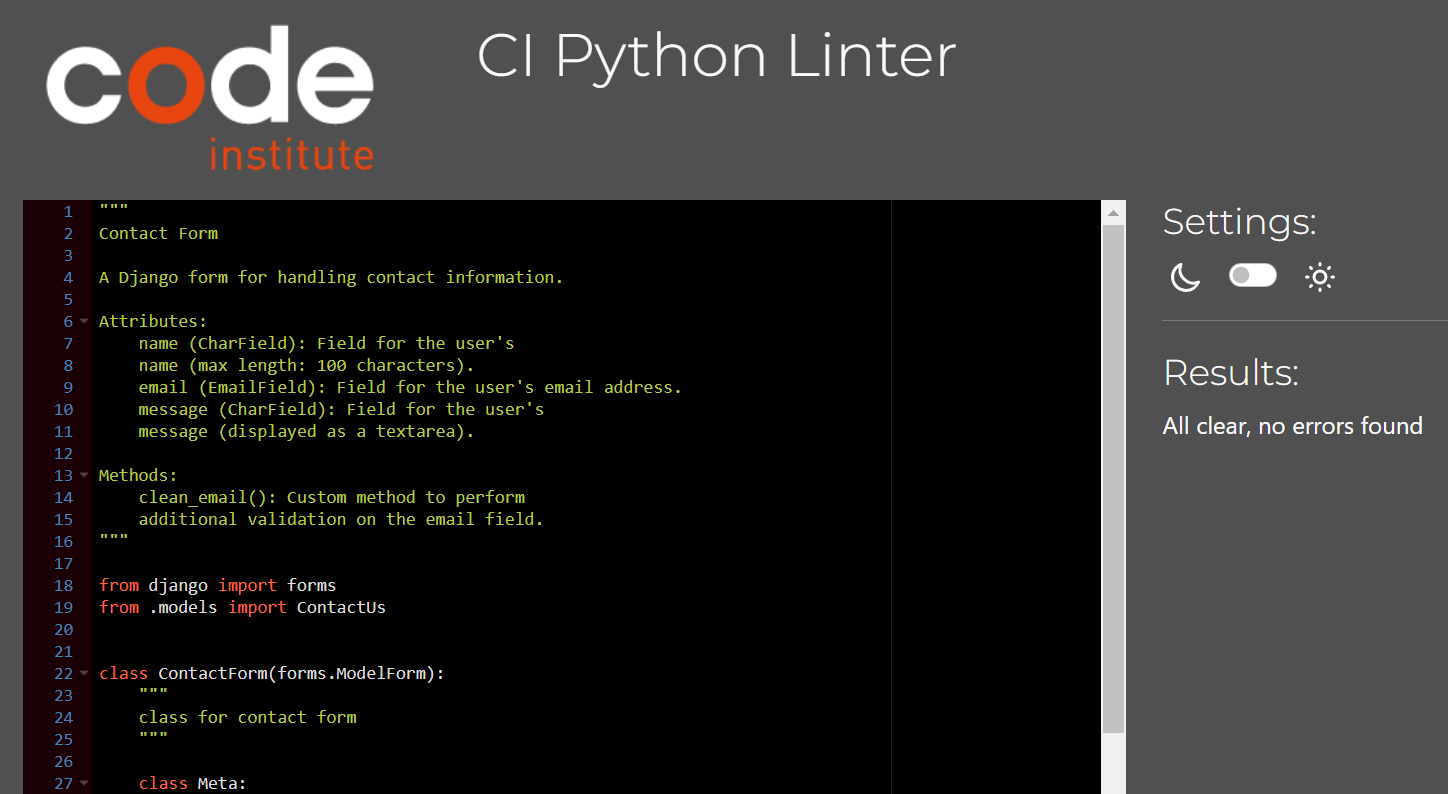 code
institute
CI Python Linter
1 """
2 Contact Form
3
4 A Django form for handling contact information.
5
6 Attributes:
7     name (CharField): Field for the user's
8     name (max length: 100 characters).
9     email (EmailField): Field for the user's email address.
10     message (CharField): Field for the user's
11     message (displayed as a textarea).
12
13 Methods:
14     clean_email(): Custom method to perform
15     additional validation on the email field.
16 """
17
18 from django import forms
19 from .models import ContactUs
20
21
22 class ContactForm(forms.ModelForm):
23     """
24     class for contact form
25     """
26
27     class Meta:
Settings:
Results:
All clear, no errors found